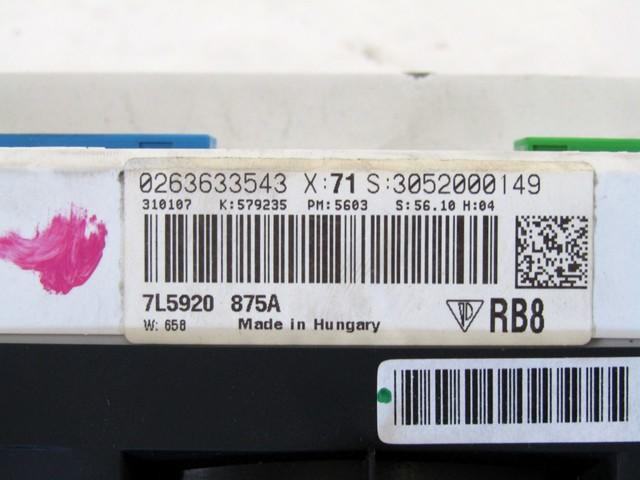 0263633543 X:71 S:3052000149
310107 K:579235 PM:5603 S:56.10 H:04
7L5920 875A
W: 658 Made in Hungary RB8